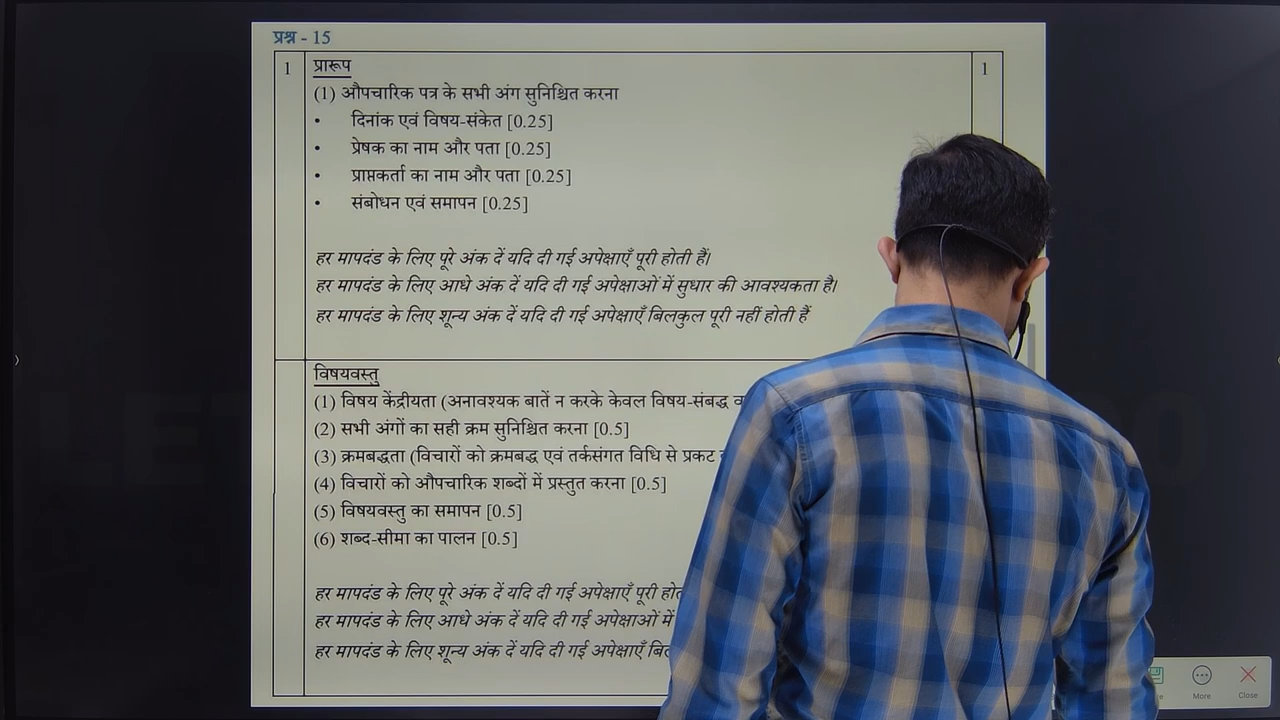 प्रश्न - 15
1 प्रारूप 1
(1) औपचारिक पत्र के सभी अंग सुनिश्चित करना
• दिनांक एवं विषय-संकेत [0.25]
• प्रेषक का नाम और पता [0.25]
• प्राप्तकर्ता का नाम और पता [0.25]
• संबोधन एवं समापन [0.25]
हर मापदंड के लिए पूरे अंक दें यदि दी गई अपेक्षाएँ पूरी होती हैं।
हर मापदंड के लिए आधे अंक दें यदि दी गई अपेक्षाओं में सुधार की आवश्यकता है।
हर मापदंड के लिए शून्य अंक दें यदि दी गई अपेक्षाएँ बिलकुल पूरी नहीं होती हैं
विषयवस्तु
(1) विषय केंद्रीयता (अनावश्यक बातें न करके केवल विषय-संबद्ध
(2) सभी अंगों का सही क्रम सुनिश्चित करना [0.5]
(3) क्रमबद्धता (विचारों को क्रमबद्ध एवं तर्कसंगत विधि से प्रकट
(4) विचारों को औपचारिक शब्दों में प्रस्तुत करना [0.5]
(5) विषयवस्तु का समापन [0.5]
(6) शब्द-सीमा का पालन [0.5]
हर मापदंड के लिए पूरे अंक दें यदि दी गई अपेक्षाएँ पूरी
हर मापदंड के लिए आधे अंक दें यदि दी गई अपेक्षाओं में
हर मापदंड के लिए शून्य अंक दें यदि दी गई अपेक्षाएँ
More Close